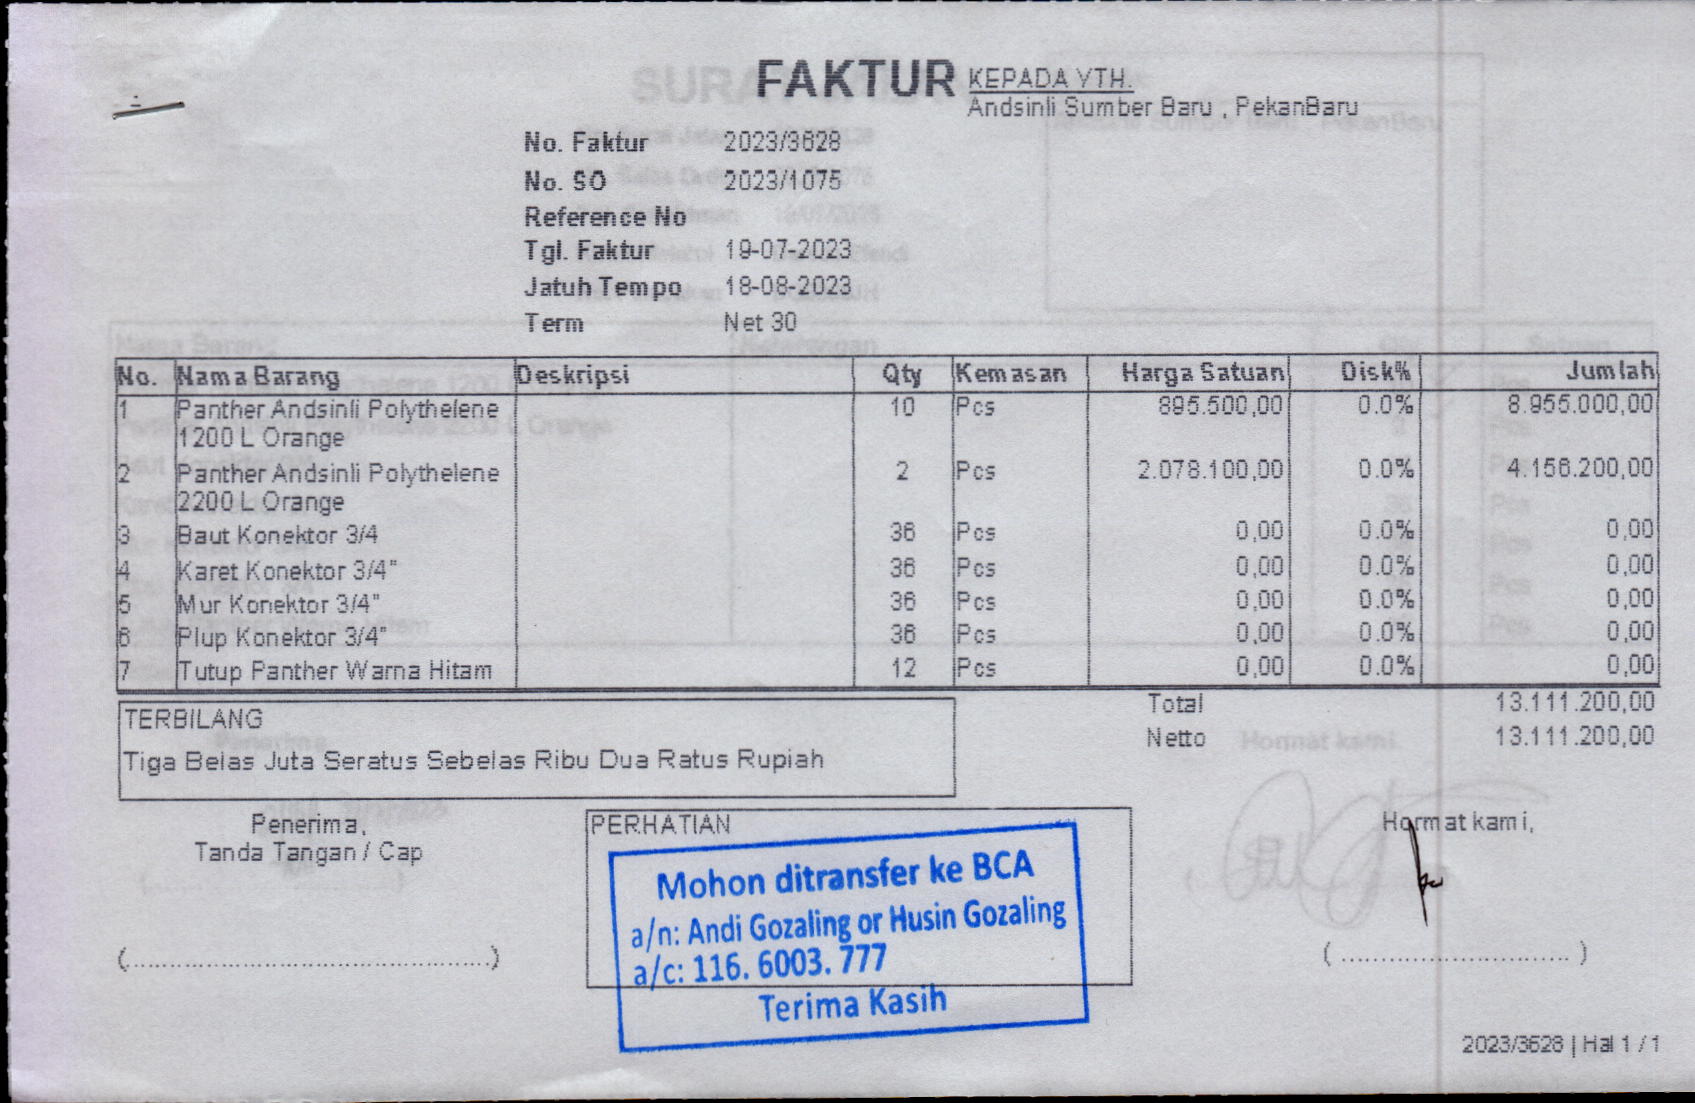 FAKTUR
KEPADA YTH.
Andsinli Sumber Baru , PekanBaru
No. Faktur 2023/3628
No. SO 2023/1075
Reference No
Tgl. Faktur 19-07-2023
Jatuh Tempo 18-08-2023
Term Net 30
No. Nama Barang Deskripsi Qty Kemasan Harga Satuan Disk% Jumlah
1 Panther Andsinli Polythelene 10 Pcs 895.500,00 0.0% 8.955.000,00
1200 L Orange
2 Panther Andsinli Polythelene 2 Pcs 2.078.100,00 0.0% 4.156.200,00
2200 L Orange
3 Baut Konektor 3/4 36 Pcs 0,00 0.0% 0,00
4 Karet Konektor 3/4" 36 Pcs 0,00 0.0% 0,00
5 Mur Konektor 3/4" 36 Pcs 0,00 0.0% 0,00
6 Plup Konektor 3/4" 36 Pcs 0,00 0.0% 0,00
7 Tutup Panther Warna Hitam 12 Pcs 0,00 0.0% 0,00
Total 13.111.200,00
Netto 13.111.200,00
TERBILANG
Tiga Belas Juta Seratus Sebelas Ribu Dua Ratus Rupiah
Penerima,
Tanda Tangan / Cap
(..............................................)
PERHATIAN
Mohon ditransfer ke BCA
a/n: Andi Gozaling or Husin Gozaling
a/c: 116. 6003. 777
Terima Kasih
Hormat kami,
( ............................. )
2023/3628 | Hal 1 / 1